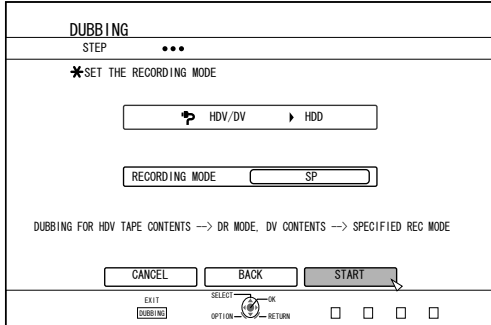 DUBBING
STEP •••
*SET THE RECORDING MODE
HDV/DV ▶ HDD
RECORDING MODE SP
DUBBING FOR HDV TAPE CONTENTS --> DR MODE, DV CONTENTS --> SPECIFIED REC MODE
CANCEL BACK START
EXIT
DUBBING
SELECT OK
OPTION RETURN